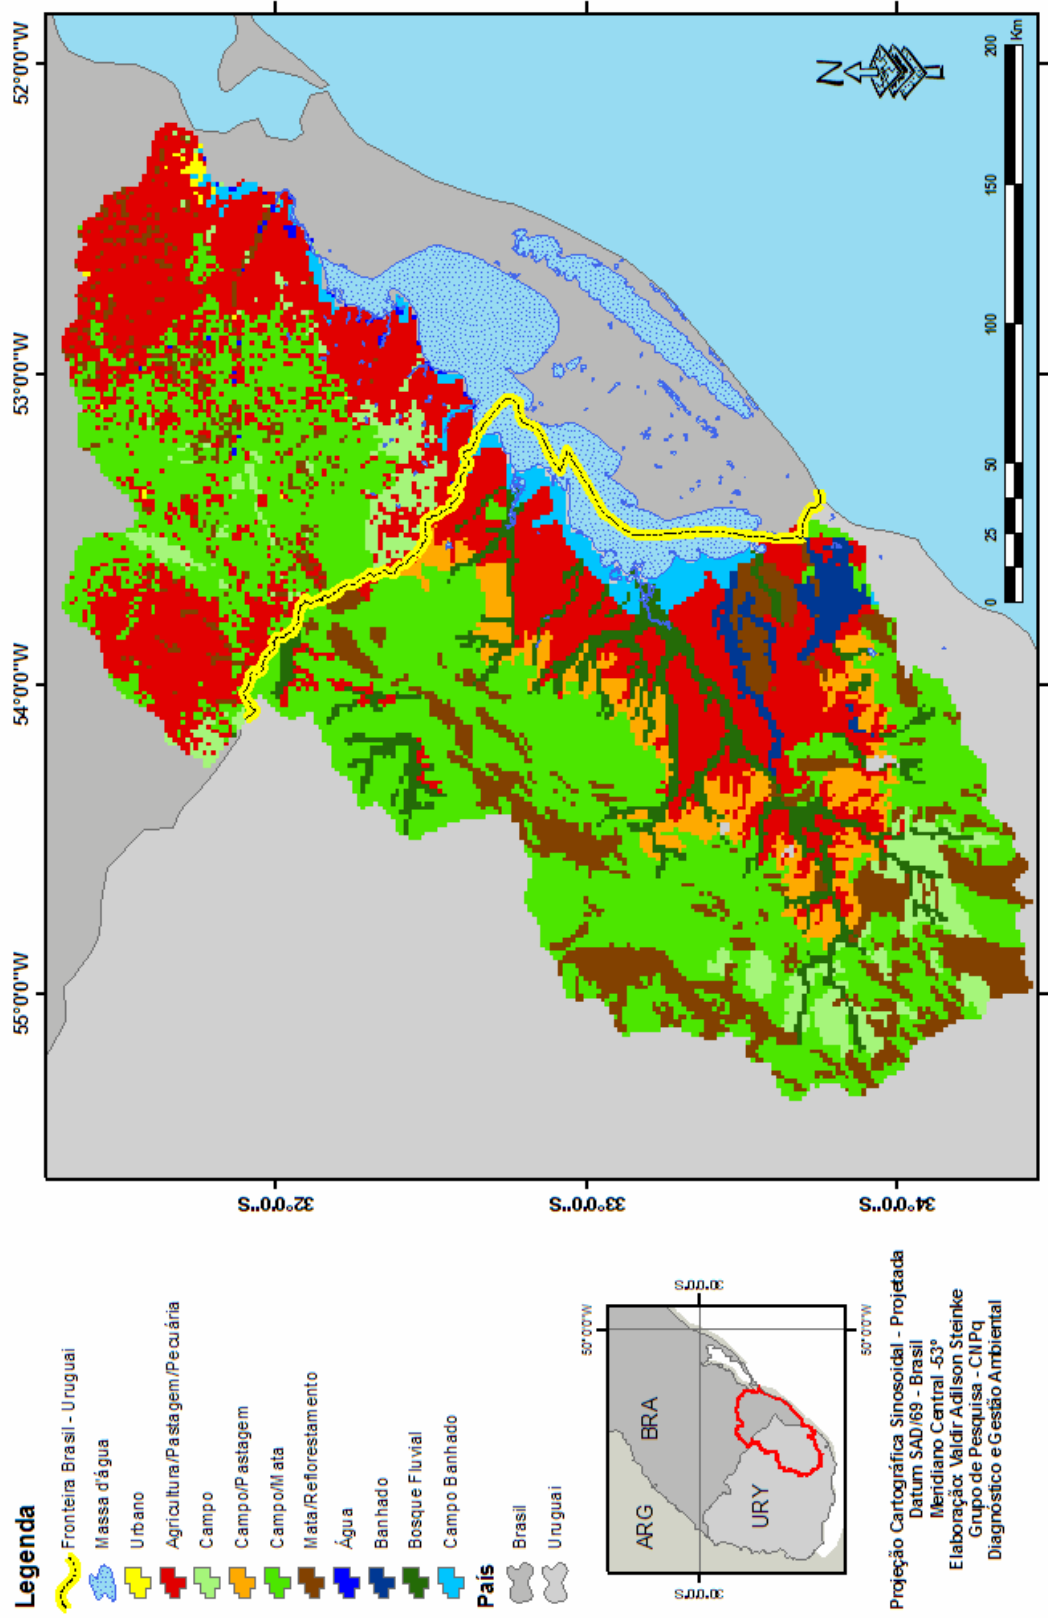 Legenda
Fronteira Brasil - Uruguai
Massa d'água
Urbano
Agricultura/Pastagem/Pecuária
Campo
Campo/Pastagem
Campo/Mata
Mata/Reflorestamento
Água
Banhado
Bosque Fluvial
Campo Banhado
País
Brasil
Uruguai
55°0'0"W
54°0'0"W
53°0'0"W
52°0'0"W
32°0'0"S
33°0'0"S
34°0'0"S
N
0 25 50 100 150 200
Km
ARG
BRA
URY
30°0'0"S
30°0'0"S
50°0'0"W
50°0'0"W
Projeção Cartográfica Sinosoidal - Projetada
Datum SAD/69 - Brasil
Meridiano Central -53º
Elaboração: Valdir Adilson Steinke
Grupo de Pesquisa - CNPq
Diagnóstico e Gestão Ambiental